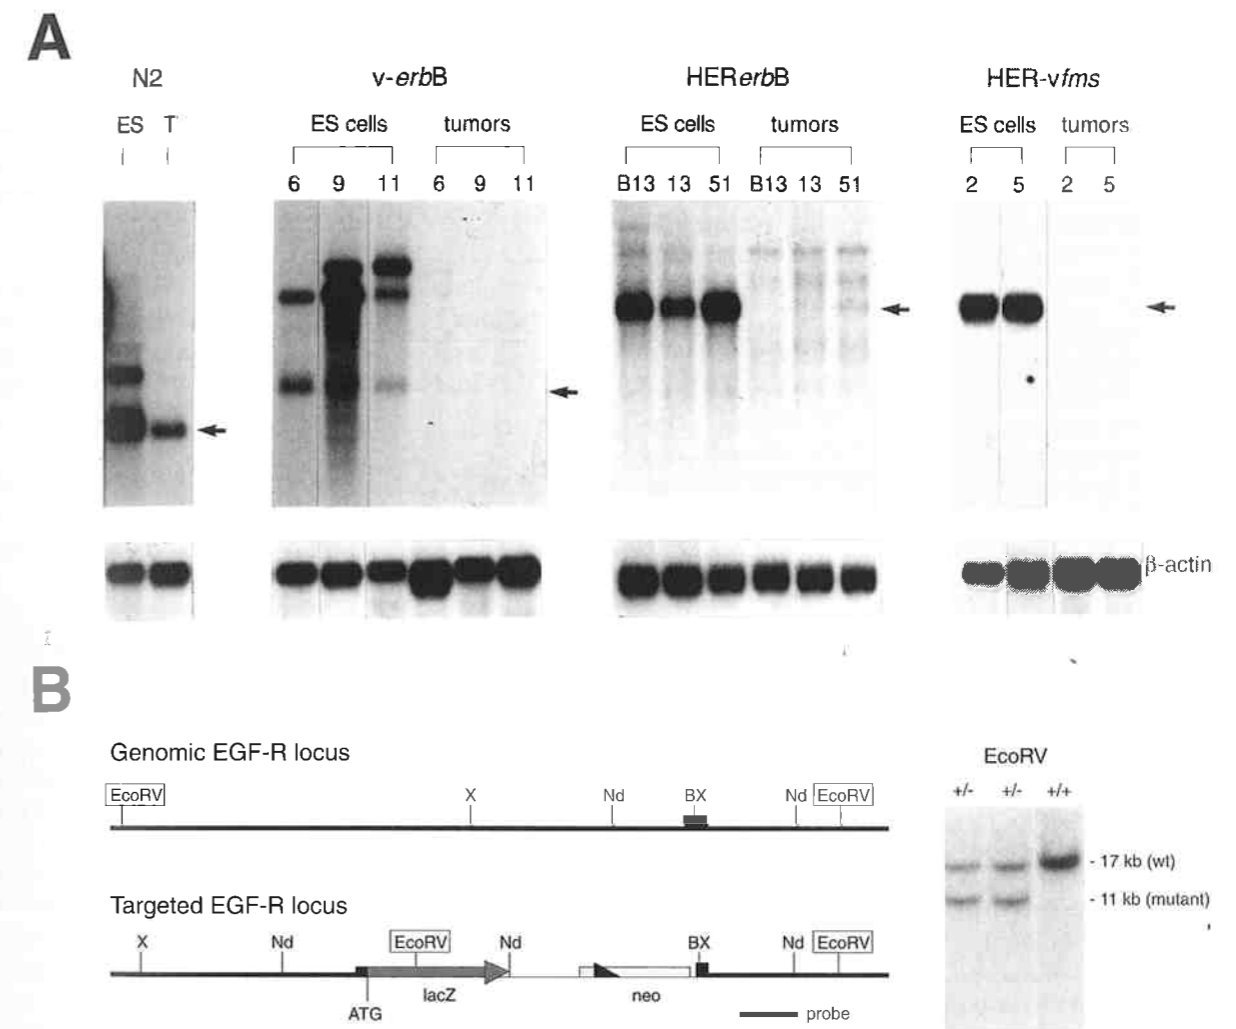 A
N2 v-erbB HERerbB HER-vfms
ES T ES cells tumors ES cells tumors ES cells tumors
6 9 11 6 9 11 B13 13 51 B13 13 51 2 5 2 5
β-actin
B
Genomic EGF-R locus
EcoRV X Nd BX Nd EcoRV
Targeted EGF-R locus
X Nd EcoRV Nd BX Nd EcoRV
lacZ neo
ATG
probe
EcoRV
+/- +/- +/+
- 17 kb (wt)
- 11 kb (mutant)